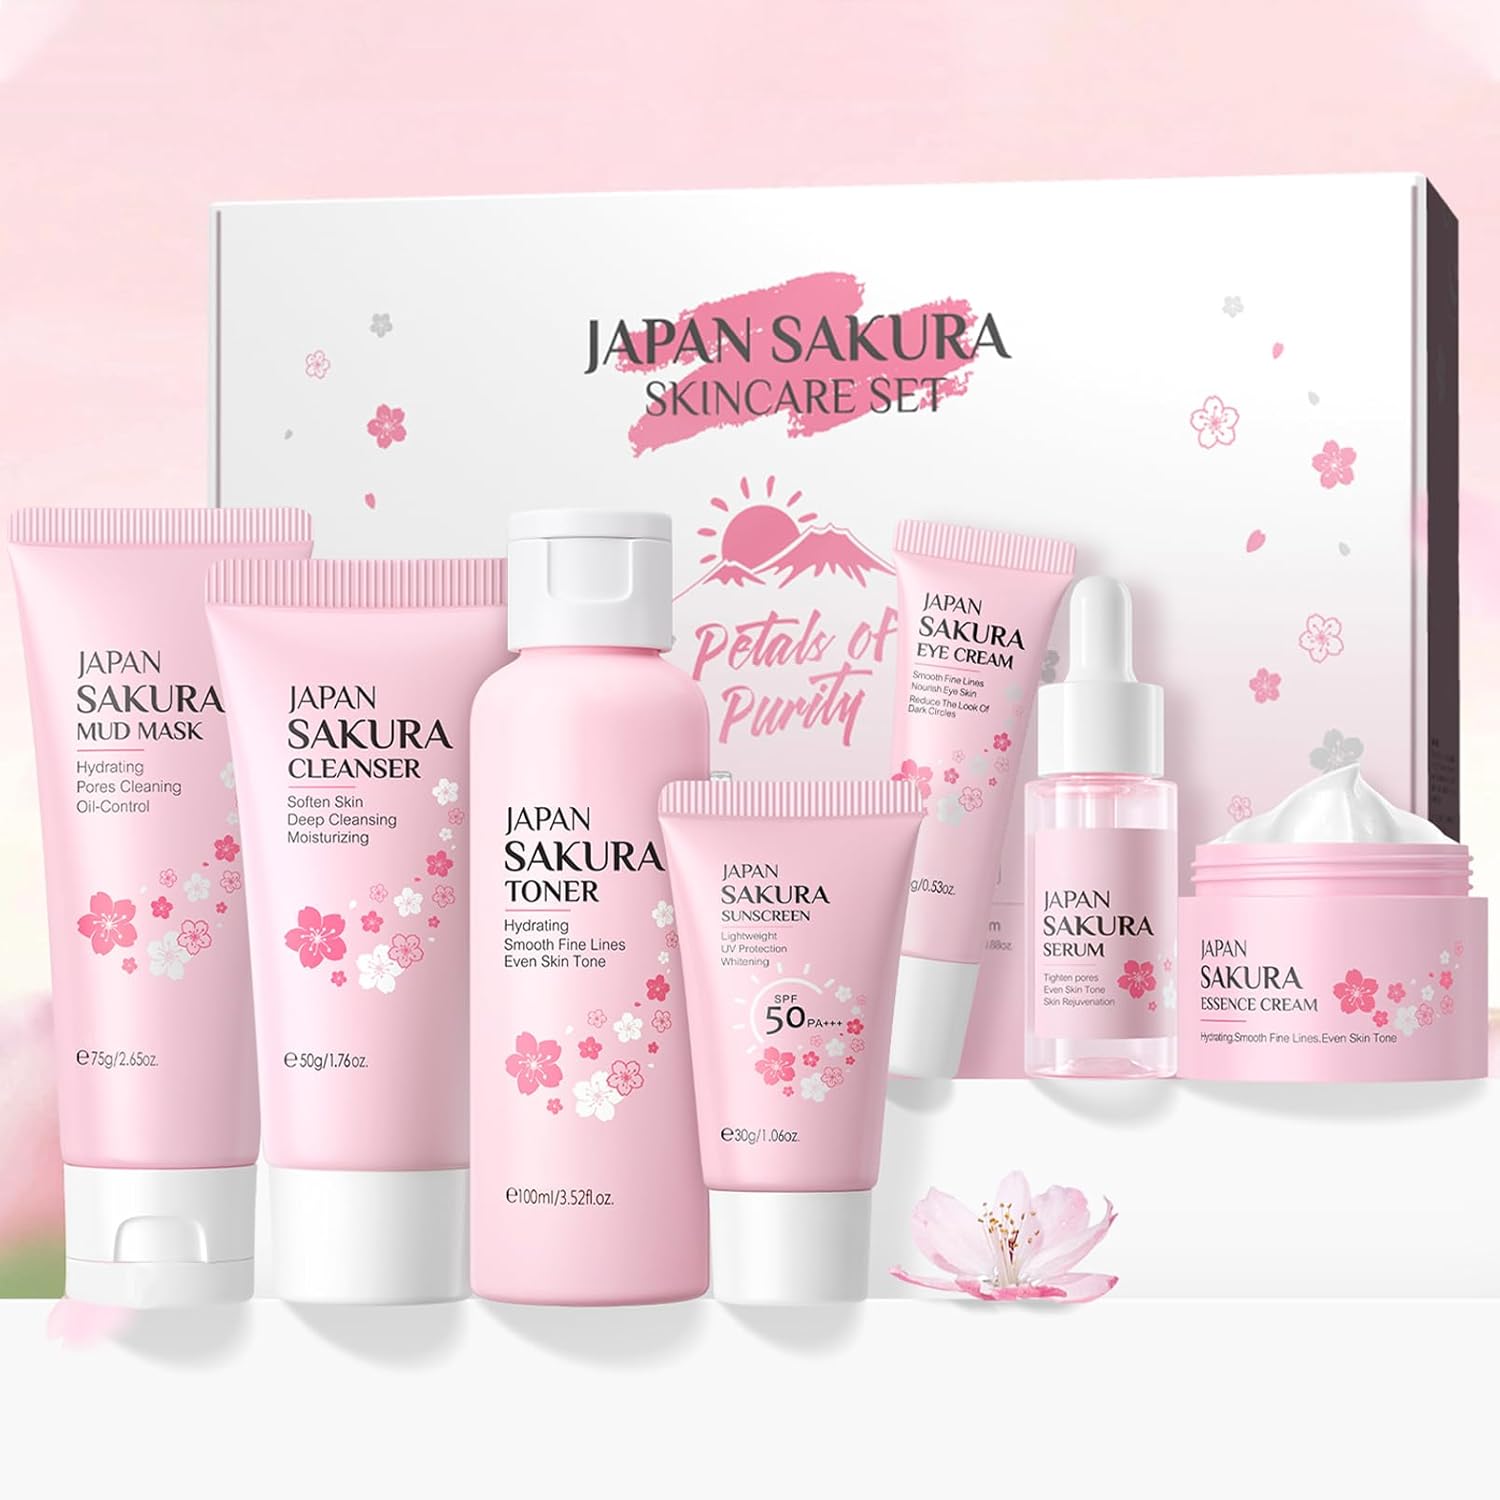 JAPAN SAKURA
SKINCARE SET
Petals of
Purity
JAPAN
SAKURA
MUD MASK
Hydrating
Pores Cleaning
Oil-Control
℮75g/2.65oz.
JAPAN
SAKURA
CLEANSER
Soften Skin
Deep Cleansing
Moisturizing
℮50g/1.76oz.
JAPAN
SAKURA
TONER
Hydrating
Smooth Fine Lines
Even Skin Tone
℮100ml/3.52fl.oz.
JAPAN
SAKURA
SUNSCREEN
Lightweight
UV Protection
Whitening
SPF
50 PA+++
℮30g/1.06oz.
JAPAN
SAKURA
EYE CREAM
Smooth Fine Lines
Nourish Eye Skin
Reduce The Look Of
Dark Circles
g/0.53oz.
JAPAN
SAKURA
SERUM
Tighten pores
Even Skin Tone
Skin Rejuvenation
JAPAN
SAKURA
ESSENCE CREAM
Hydrating.Smooth Fine Lines.Even Skin Tone